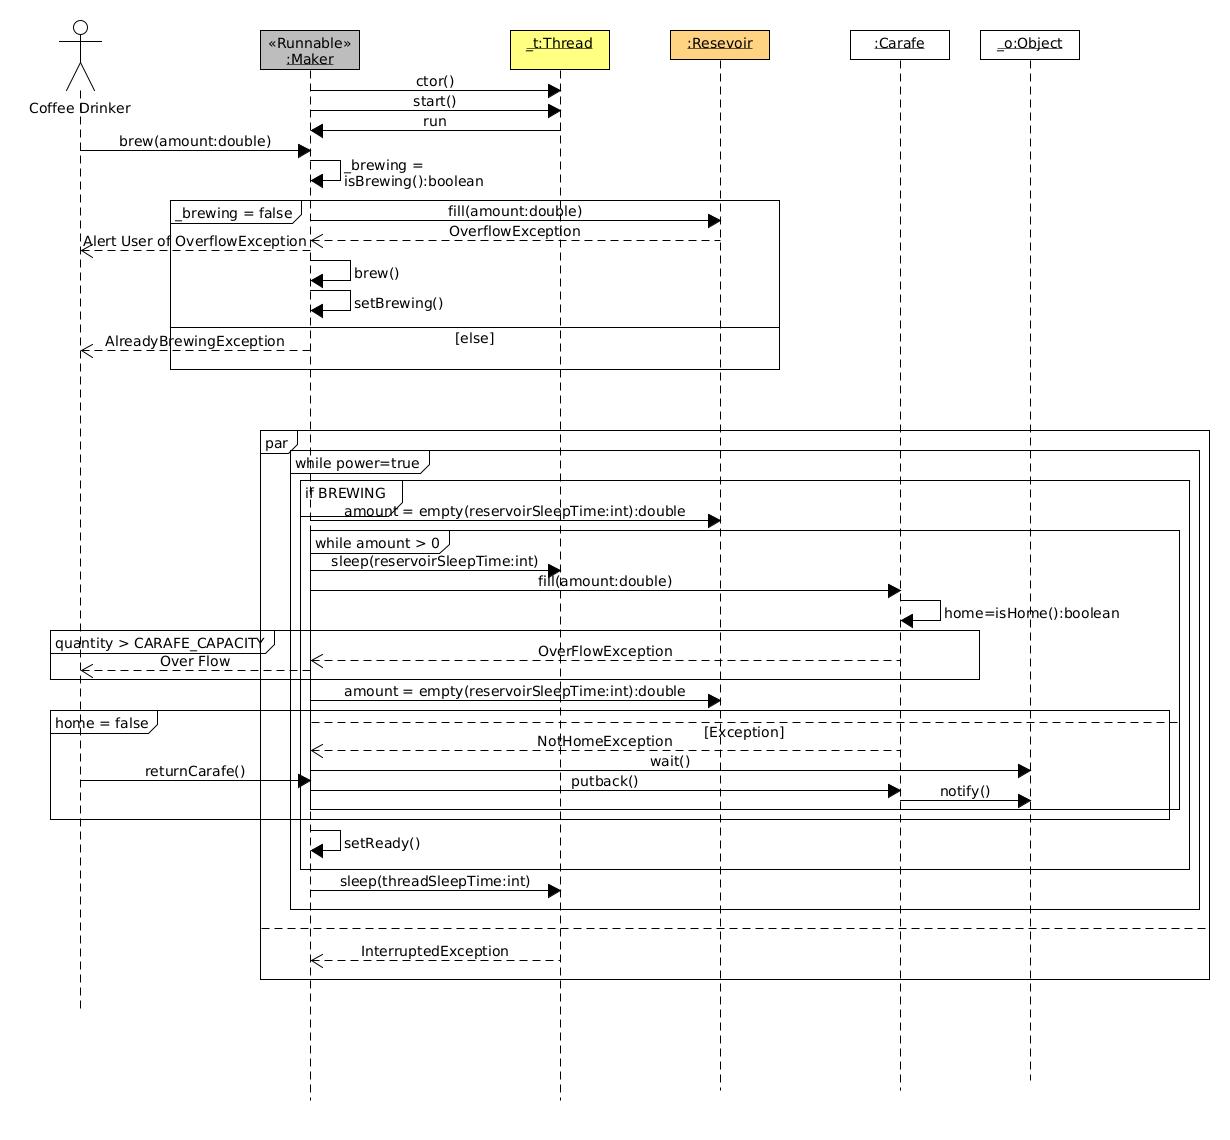 «Runnable»
:Maker
_t:Thread
:Resevoir
:Carafe
_o:Object
Coffee Drinker
ctor()
start()
run
brew(amount:double)
_brewing =
isBrewing():boolean
_brewing = false
fill(amount:double)
OverflowException
Alert User of OverflowException
brew()
setBrewing()
[else]
AlreadyBrewingException
par
while power=true
if BREWING
amount = empty(reservoirSleepTime:int):double
while amount > 0
sleep(reservoirSleepTime:int)
fill(amount:double)
home=isHome():boolean
quantity > CARAFE_CAPACITY
OverFlowException
Over Flow
amount = empty(reservoirSleepTime:int):double
home = false
[Exception]
NotHomeException
wait()
returnCarafe()
putback()
notify()
setReady()
sleep(threadSleepTime:int)
InterruptedException